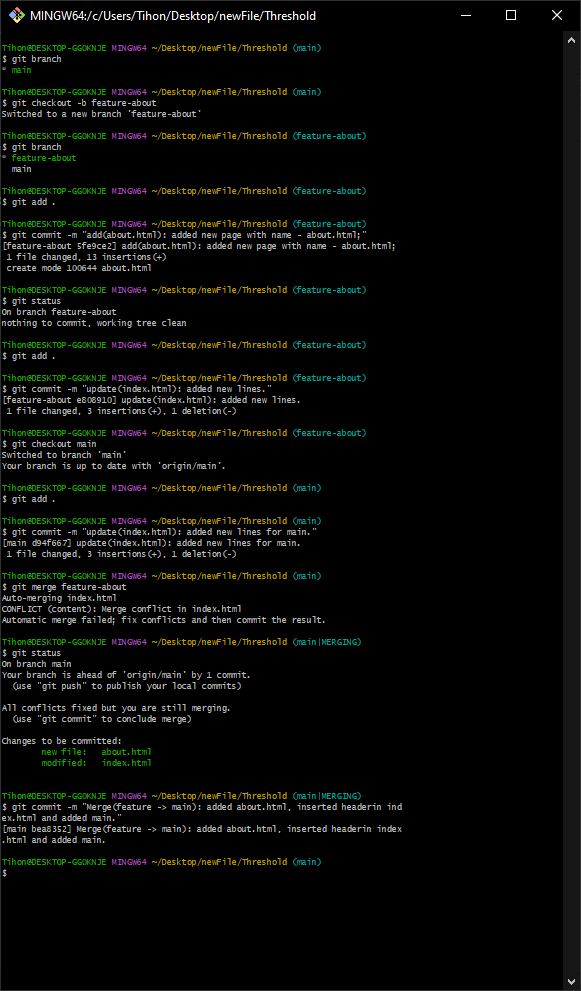 MINGW64:/c/Users/Tihon/Desktop/newFile/Threshold
Tihon@DESKTOP-GGOKNJE MINGW64 ~/Desktop/newFile/Threshold (main)
$ git branch
* main
Tihon@DESKTOP-GGOKNJE MINGW64 ~/Desktop/newFile/Threshold (main)
$ git checkout -b feature-about
Switched to a new branch 'feature-about'
Tihon@DESKTOP-GGOKNJE MINGW64 ~/Desktop/newFile/Threshold (feature-about)
$ git branch
* feature-about
  main
Tihon@DESKTOP-GGOKNJE MINGW64 ~/Desktop/newFile/Threshold (feature-about)
$ git add .
Tihon@DESKTOP-GGOKNJE MINGW64 ~/Desktop/newFile/Threshold (feature-about)
$ git commit -m "add(about.html): added new page with name - about.html;"
[feature-about 5fe9ce2] add(about.html): added new page with name - about.html;
 1 file changed, 13 insertions(+)
 create mode 100644 about.html
Tihon@DESKTOP-GGOKNJE MINGW64 ~/Desktop/newFile/Threshold (feature-about)
$ git status
On branch feature-about
nothing to commit, working tree clean
Tihon@DESKTOP-GGOKNJE MINGW64 ~/Desktop/newFile/Threshold (feature-about)
$ git add .
Tihon@DESKTOP-GGOKNJE MINGW64 ~/Desktop/newFile/Threshold (feature-about)
$ git commit -m "update(index.html): added new lines."
[feature-about e808910] update(index.html): added new lines.
 1 file changed, 3 insertions(+), 1 deletion(-)
Tihon@DESKTOP-GGOKNJE MINGW64 ~/Desktop/newFile/Threshold (feature-about)
$ git checkout main
Switched to branch 'main'
Your branch is up to date with 'origin/main'.
Tihon@DESKTOP-GGOKNJE MINGW64 ~/Desktop/newFile/Threshold (main)
$ git add .
Tihon@DESKTOP-GGOKNJE MINGW64 ~/Desktop/newFile/Threshold (main)
$ git commit -m "update(index.html): added new lines for main."
[main d94f667] update(index.html): added new lines for main.
 1 file changed, 3 insertions(+), 1 deletion(-)
Tihon@DESKTOP-GGOKNJE MINGW64 ~/Desktop/newFile/Threshold (main)
$ git merge feature-about
Auto-merging index.html
CONFLICT (content): Merge conflict in index.html
Automatic merge failed; fix conflicts and then commit the result.
Tihon@DESKTOP-GGOKNJE MINGW64 ~/Desktop/newFile/Threshold (main|MERGING)
$ git status
On branch main
Your branch is ahead of 'origin/main' by 1 commit.
  (use "git push" to publish your local commits)
All conflicts fixed but you are still merging.
  (use "git commit" to conclude merge)
Changes to be committed:
        new file:   about.html
        modified:   index.html
Tihon@DESKTOP-GGOKNJE MINGW64 ~/Desktop/newFile/Threshold (main|MERGING)
$ git commit -m "Merge(feature -> main): added about.html, inserted headerin ind
ex.html and added main."
[main bea8352] Merge(feature -> main): added about.html, inserted headerin index
.html and added main.
Tihon@DESKTOP-GGOKNJE MINGW64 ~/Desktop/newFile/Threshold (main)
$